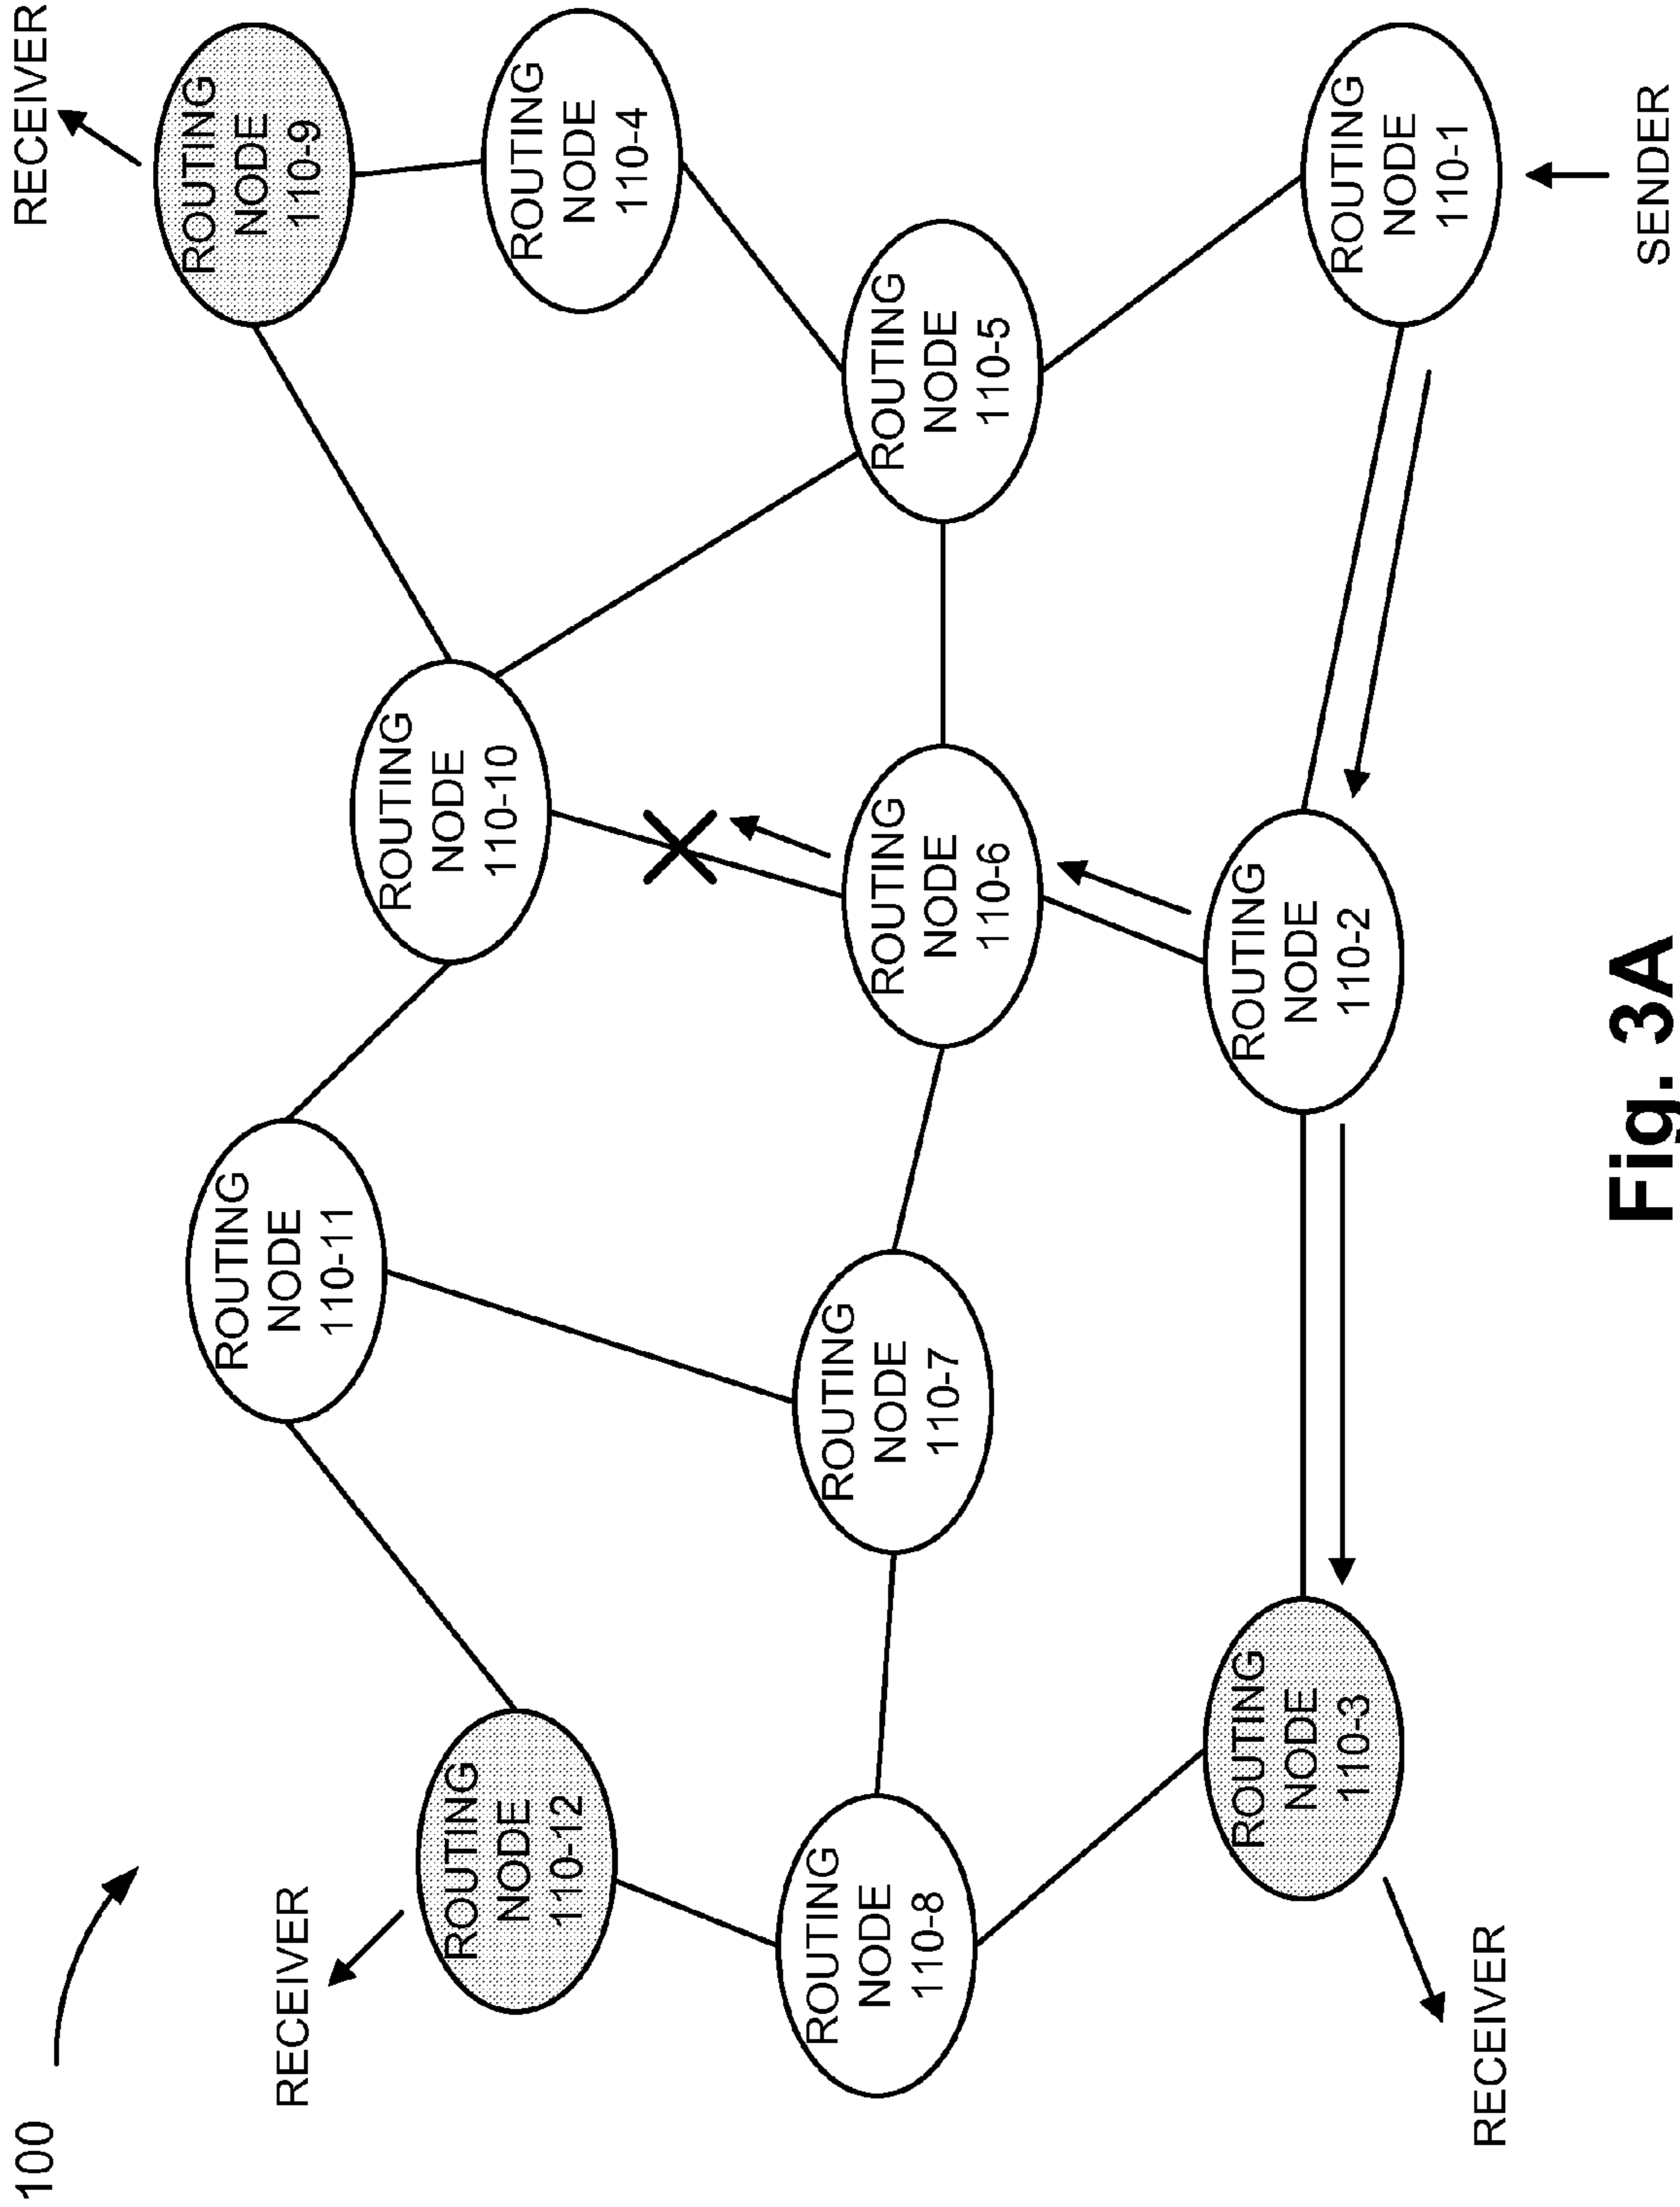 100
RECEIVER
ROUTING
NODE
110-12
ROUTING
NODE
110-11
ROUTING
NODE
110-10
ROUTING
NODE
110-9
RECEIVER
ROUTING
NODE
110-8
ROUTING
NODE
110-7
ROUTING
NODE
110-6
ROUTING
NODE
110-5
ROUTING
NODE
110-4
RECEIVER
ROUTING
NODE
110-3
ROUTING
NODE
110-2
ROUTING
NODE
110-1
SENDER
Fig. 3A